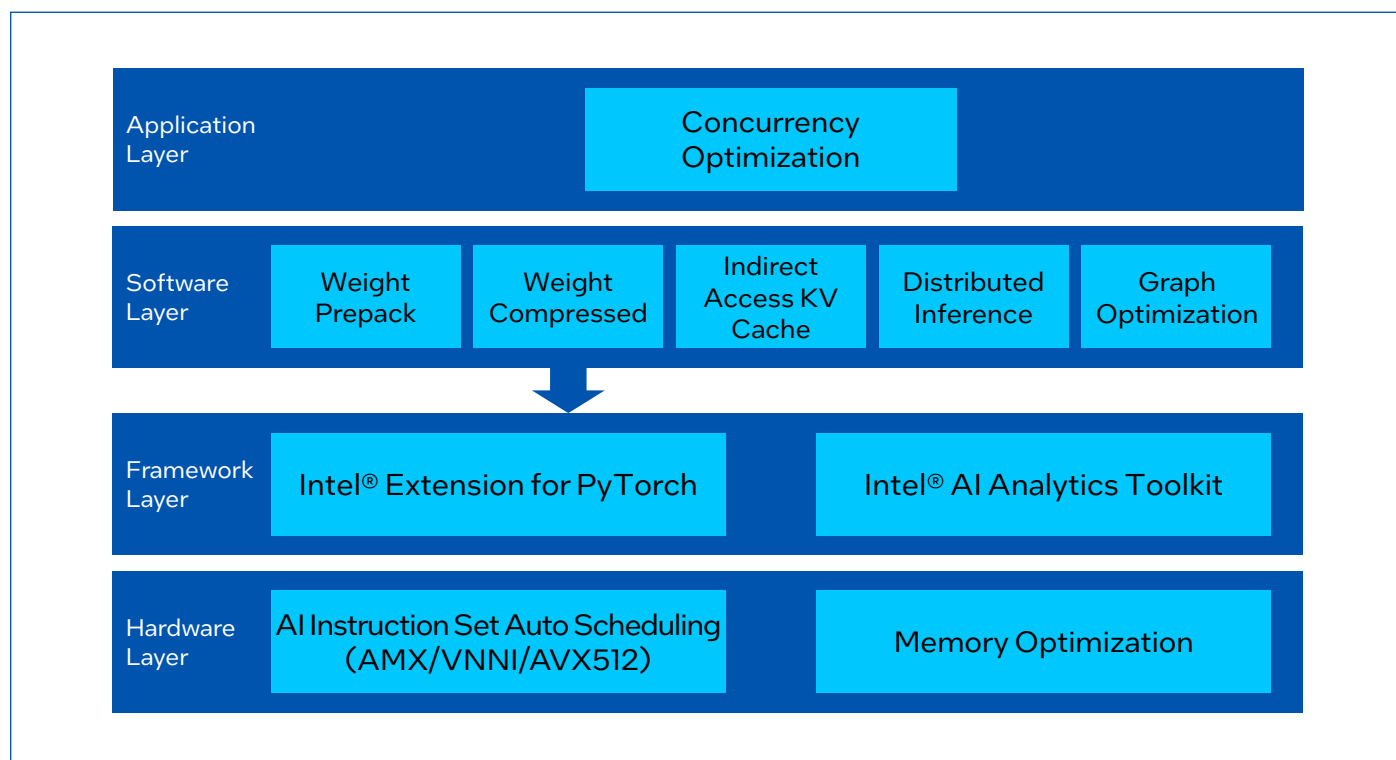 Application
Layer
Concurrency
Optimization
Software
Layer
Weight
Prepack
Weight
Compressed
Indirect
Access KV
Cache
Distributed
Inference
Graph
Optimization
Framework
Layer
Intel® Extension for PyTorch
Intel® AI Analytics Toolkit
Hardware
Layer
AI Instruction Set Auto Scheduling
(AMX/VNNI/AVX512)
Memory Optimization